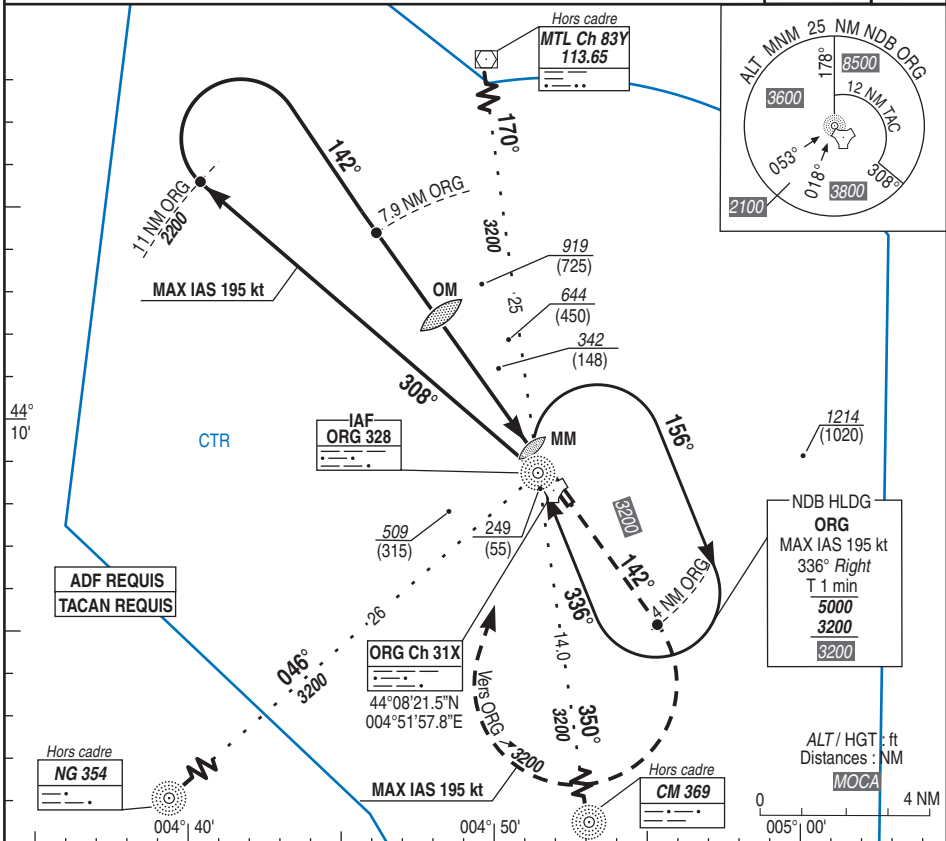 Hors cadre
MTL Ch 83Y
113.65
ALT MNM 25 NM NDB ORG
178°
8500
3600
12 NM TAC
053°
018°
308°
3800
2100
170°
3200
25
142°
11 NM ORG
2200
7.9 NM ORG
MAX IAS 195 kt
OM
919
(725)
644
(450)
342
(148)
308°
44°
10'
CTR
IAF
ORG 328
MM
156°
1214
(1020)
509
(315)
249
(55)
3200
142°
4 NM ORG
336°
NDB HLDG
ORG
MAX IAS 195 kt
336° Right
T 1 min
5000
3200
3200
ADF REQUIS
TACAN REQUIS
26
046°
3200
ORG Ch 31X
44°08'21.5"N
004°51'57.8"E
14.0
350°
3200
Vers ORG
3200
MAX IAS 195 kt
Hors cadre
NG 354
Hors cadre
CM 369
ALT / HGT : ft
Distances : NM
MOCA
0 4 NM
004° 40'
004° 50'
005° 00'